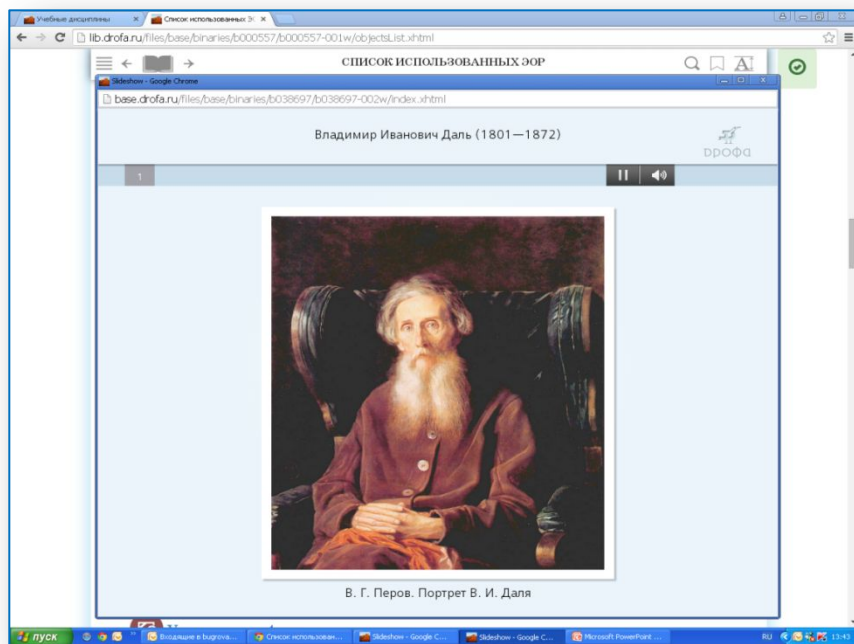 Учебные дисциплины
Список использованных ЭО
lib.drofa.ru/files/base/binaries/b000557/b000557-001w/objectsList.xhtml
СПИСОК ИСПОЛЬЗОВАННЫХ ЭОР
Slideshow - Google Chrome
base.drofa.ru/files/base/binaries/b038697/b038697-002w/index.xhtml
Владимир Иванович Даль (1801—1872)
дрофа
1
В. Г. Перов. Портрет В. И. Даля
пуск
Входящие в bugrova...
Список использован...
Slideshow - Google C...
Slideshow - Google C...
Microsoft PowerPoint ...
RU
13:43